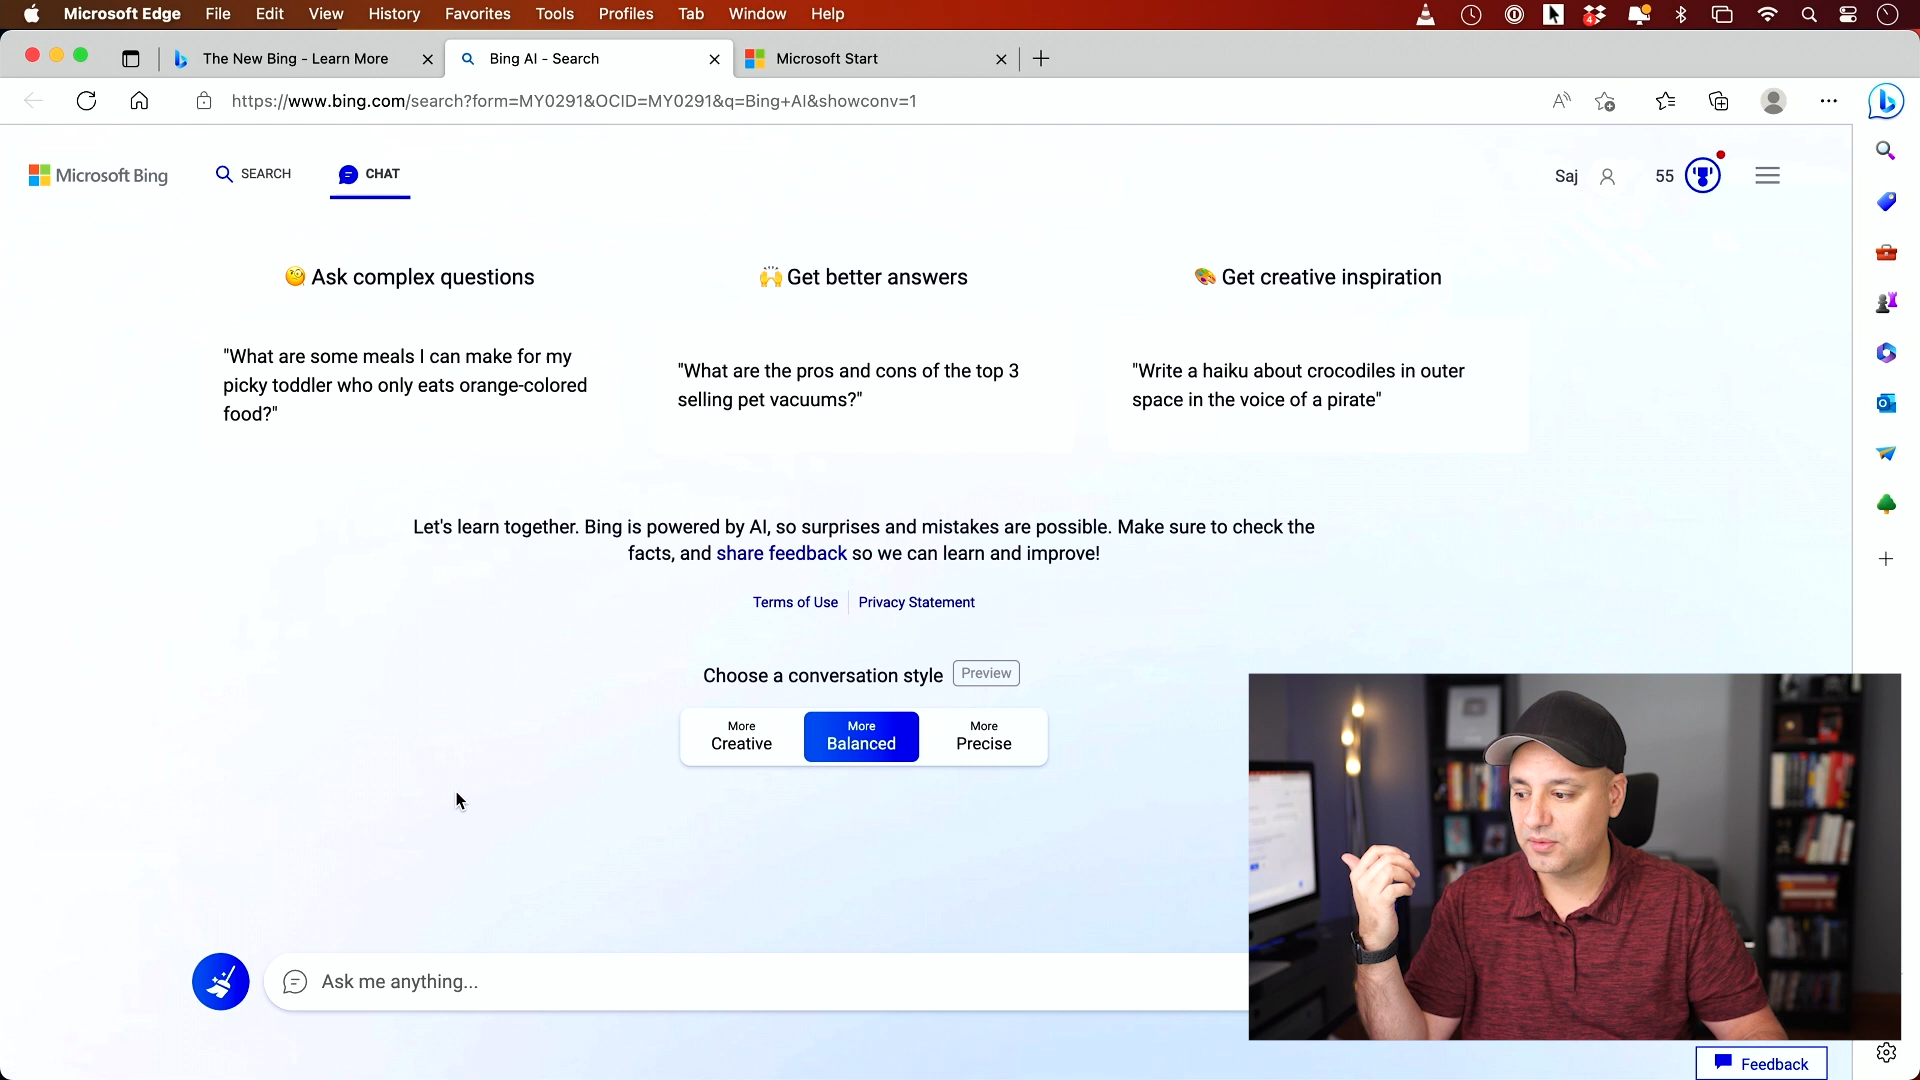 Microsoft Edge File Edit View History Favorites Tools Profiles Tab Window Help
4
The New Bing - Learn More
Bing AI - Search
Microsoft Start
https://www.bing.com/search?form=MY0291&OCID=MY0291&q=Bing+AI&showconv=1
Microsoft Bing
SEARCH
CHAT
Saj
55
Ask complex questions
Get better answers
Get creative inspiration
"What are some meals I can make for my
picky toddler who only eats orange-colored
food?"
"What are the pros and cons of the top 3
selling pet vacuums?"
"Write a haiku about crocodiles in outer
space in the voice of a pirate"
Let's learn together. Bing is powered by AI, so surprises and mistakes are possible. Make sure to check the
facts, and share feedback so we can learn and improve!
Terms of Use
Privacy Statement
Choose a conversation style Preview
More
Creative
More
Balanced
More
Precise
Ask me anything...
Feedback